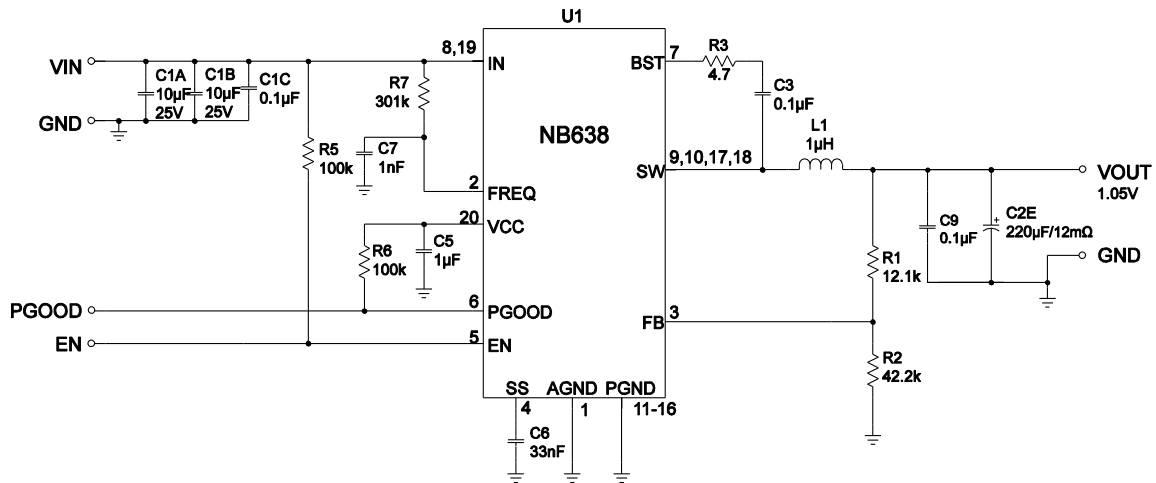 U1
NB638
VIN
GND
C1A
10µF
25V
C1B
10µF
25V
C1C
0.1µF
R5
100k
R7
301k
C7
1nF
R6
100k
C5
1µF
PGOOD
EN
8,19
IN
2
FREQ
20
VCC
6
PGOOD
5
EN
SS
4
AGND
1
PGND
11-16
C6
33nF
BST
7
R3
4.7
C3
0.1µF
SW
9,10,17,18
L1
1µH
FB
3
R1
12.1k
R2
42.2k
C9
0.1µF
+
C2E
220µF/12mΩ
VOUT
1.05V
GND